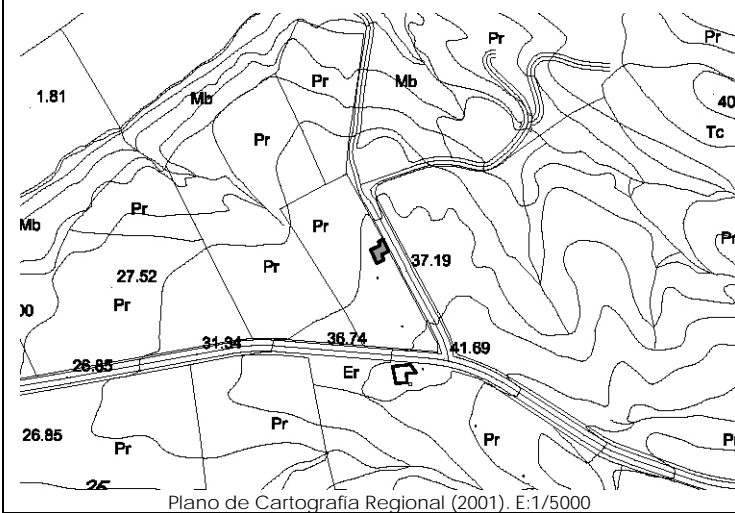 Pr
Pr
1.81
Mb
Pr
Mb
40
Tc
Pr
Pr
Pr
Mb
Pr
37.19
27.52
Pr
Pr
31.34
36.74
41.69
26.85
Er
26.85
Pr
Pr
Pr
Pr
Plano de Cartografía Regional (2001). E:1/5000